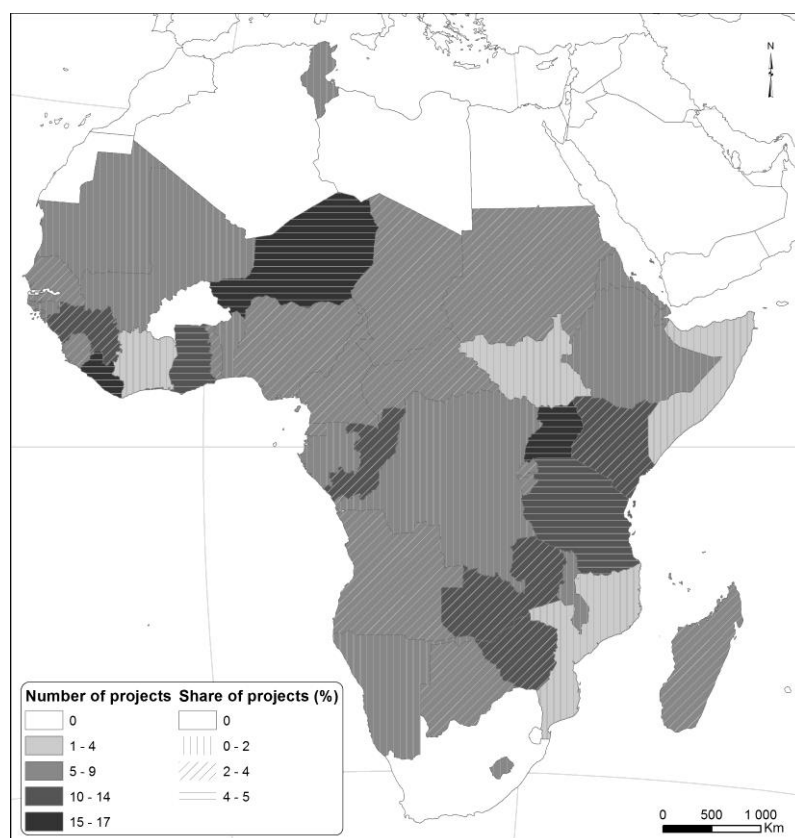 N
Number of projects
0
1 - 4
5 - 9
10 - 14
15 - 17
Share of projects (%)
0
0 - 2
2 - 4
4 - 5
0 500 1 000
Km